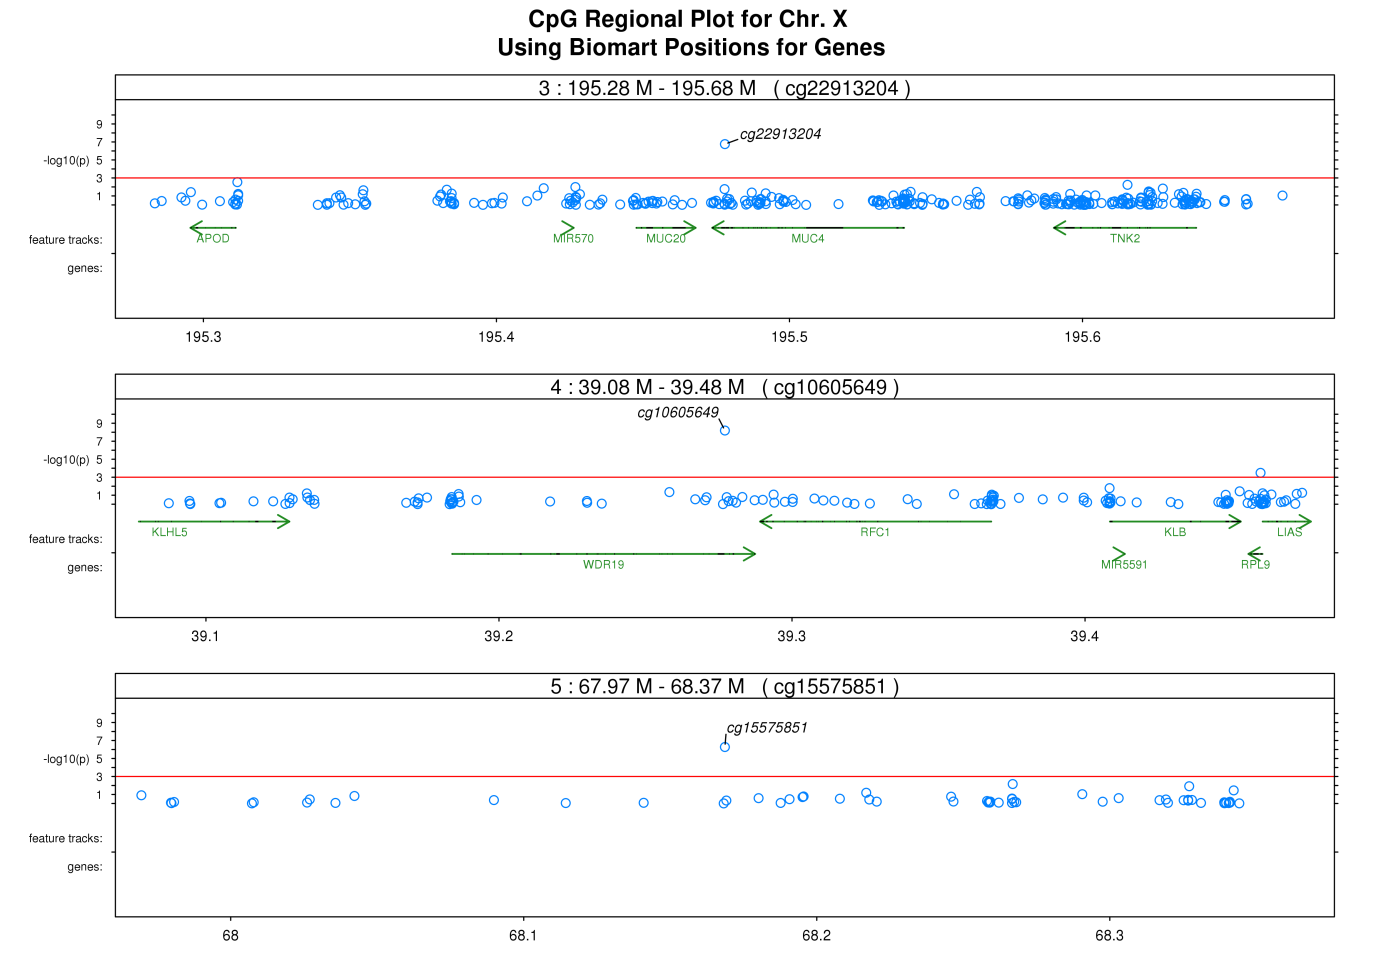 CpG Regional Plot for Chr. X
Using Biomart Positions for Genes
3 : 195.28 M - 195.68 M ( cg22913204 )
9
cg22913204
7
-log10(p) 5
3
1
feature tracks:
APOD MIR570 MUC20 MUC4 TNK2
genes:
195.3 195.4 195.5 195.6
4 : 39.08 M - 39.48 M ( cg10605649 )
cg10605649
9
7
-log10(p) 5
3
1
KLHL5 RFC1 KLB LIAS
feature tracks:
genes:
WDR19 MIR5591 RPL9
39.1 39.2 39.3 39.4
5 : 67.97 M - 68.37 M ( cg15575851 )
9
cg15575851
7
-log10(p) 5
3
1
feature tracks:
genes:
68 68.1 68.2 68.3